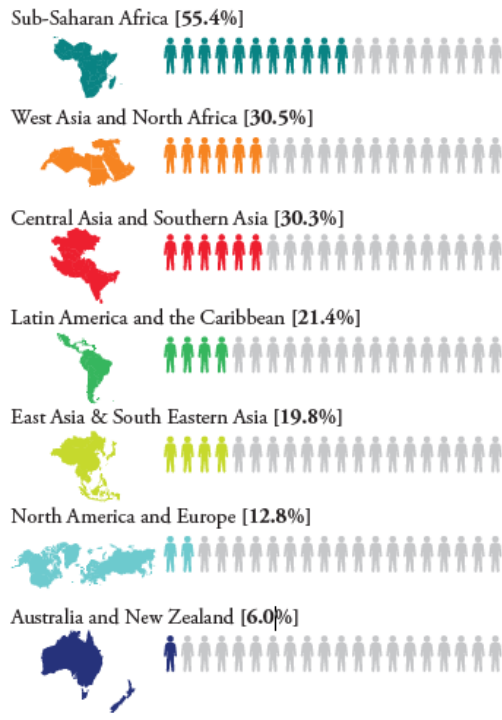 Sub-Saharan Africa [55.4%]
West Asia and North Africa [30.5%]
Central Asia and Southern Asia [30.3%]
Latin America and the Caribbean [21.4%]
East Asia & South Eastern Asia [19.8%]
North America and Europe [12.8%]
Australia and New Zealand [6.0%]